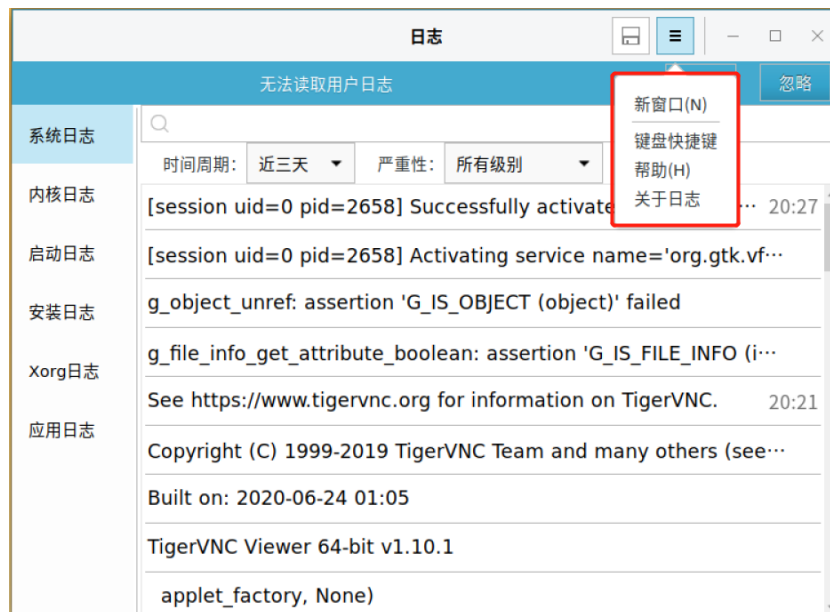 日志
无法读取用户日志
忽略
新窗口(N)
键盘快捷键
帮助(H)
关于日志
系统日志
内核日志
启动日志
安装日志
Xorg日志
应用日志
时间周期: 近三天 严重性: 所有级别
[session uid=0 pid=2658] Successfully activate ··· 20:27
[session uid=0 pid=2658] Activating service name='org.gtk.vf···
g_object_unref: assertion 'G_IS_OBJECT (object)' failed
g_file_info_get_attribute_boolean: assertion 'G_IS_FILE_INFO (i···
See https://www.tigervnc.org for information on TigerVNC. 20:21
Copyright (C) 1999-2019 TigerVNC Team and many others (see···
Built on: 2020-06-24 01:05
TigerVNC Viewer 64-bit v1.10.1
applet_factory, None)